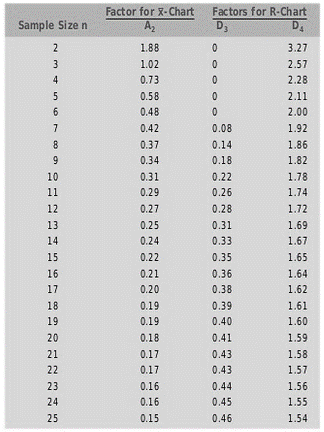 Factor for x̄-Chart Factors for R-Chart
Sample Size n A2 D3 D4
2 1.88 0 3.27
3 1.02 0 2.57
4 0.73 0 2.28
5 0.58 0 2.11
6 0.48 0 2.00
7 0.42 0.08 1.92
8 0.37 0.14 1.86
9 0.34 0.18 1.82
10 0.31 0.22 1.78
11 0.29 0.26 1.74
12 0.27 0.28 1.72
13 0.25 0.31 1.69
14 0.24 0.33 1.67
15 0.22 0.35 1.65
16 0.21 0.36 1.64
17 0.20 0.38 1.62
18 0.19 0.39 1.61
19 0.19 0.40 1.60
20 0.18 0.41 1.59
21 0.17 0.43 1.58
22 0.17 0.43 1.57
23 0.16 0.44 1.56
24 0.16 0.45 1.55
25 0.15 0.46 1.54